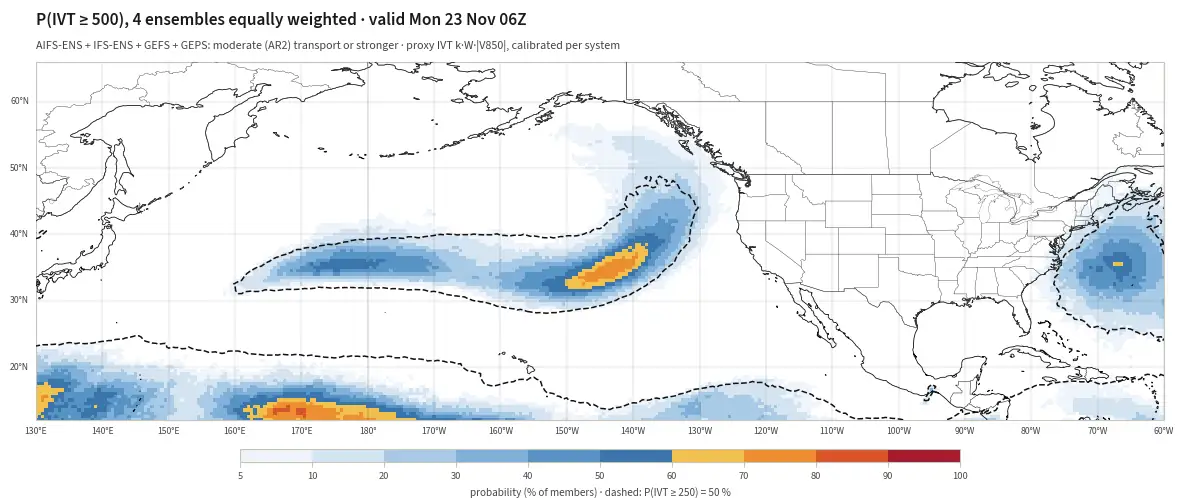 P(IVT ≥ 500), 4 ensembles equally weighted · valid Mon 23 Nov 06Z
AIFS-ENS + IFS-ENS + GEFS + GEPS: moderate (AR2) transport or stronger · proxy IVT k·W·|V850|, calibrated per system
60°N
50°N
40°N
30°N
20°N
130°E 140°E 150°E 160°E 170°E 180° 170°W 160°W 150°W 140°W 130°W 120°W 110°W 100°W 90°W 80°W 70°W 60°W
5 10 20 30 40 50 60 70 80 90 100
probability (% of members) · dashed: P(IVT ≥ 250) = 50 %